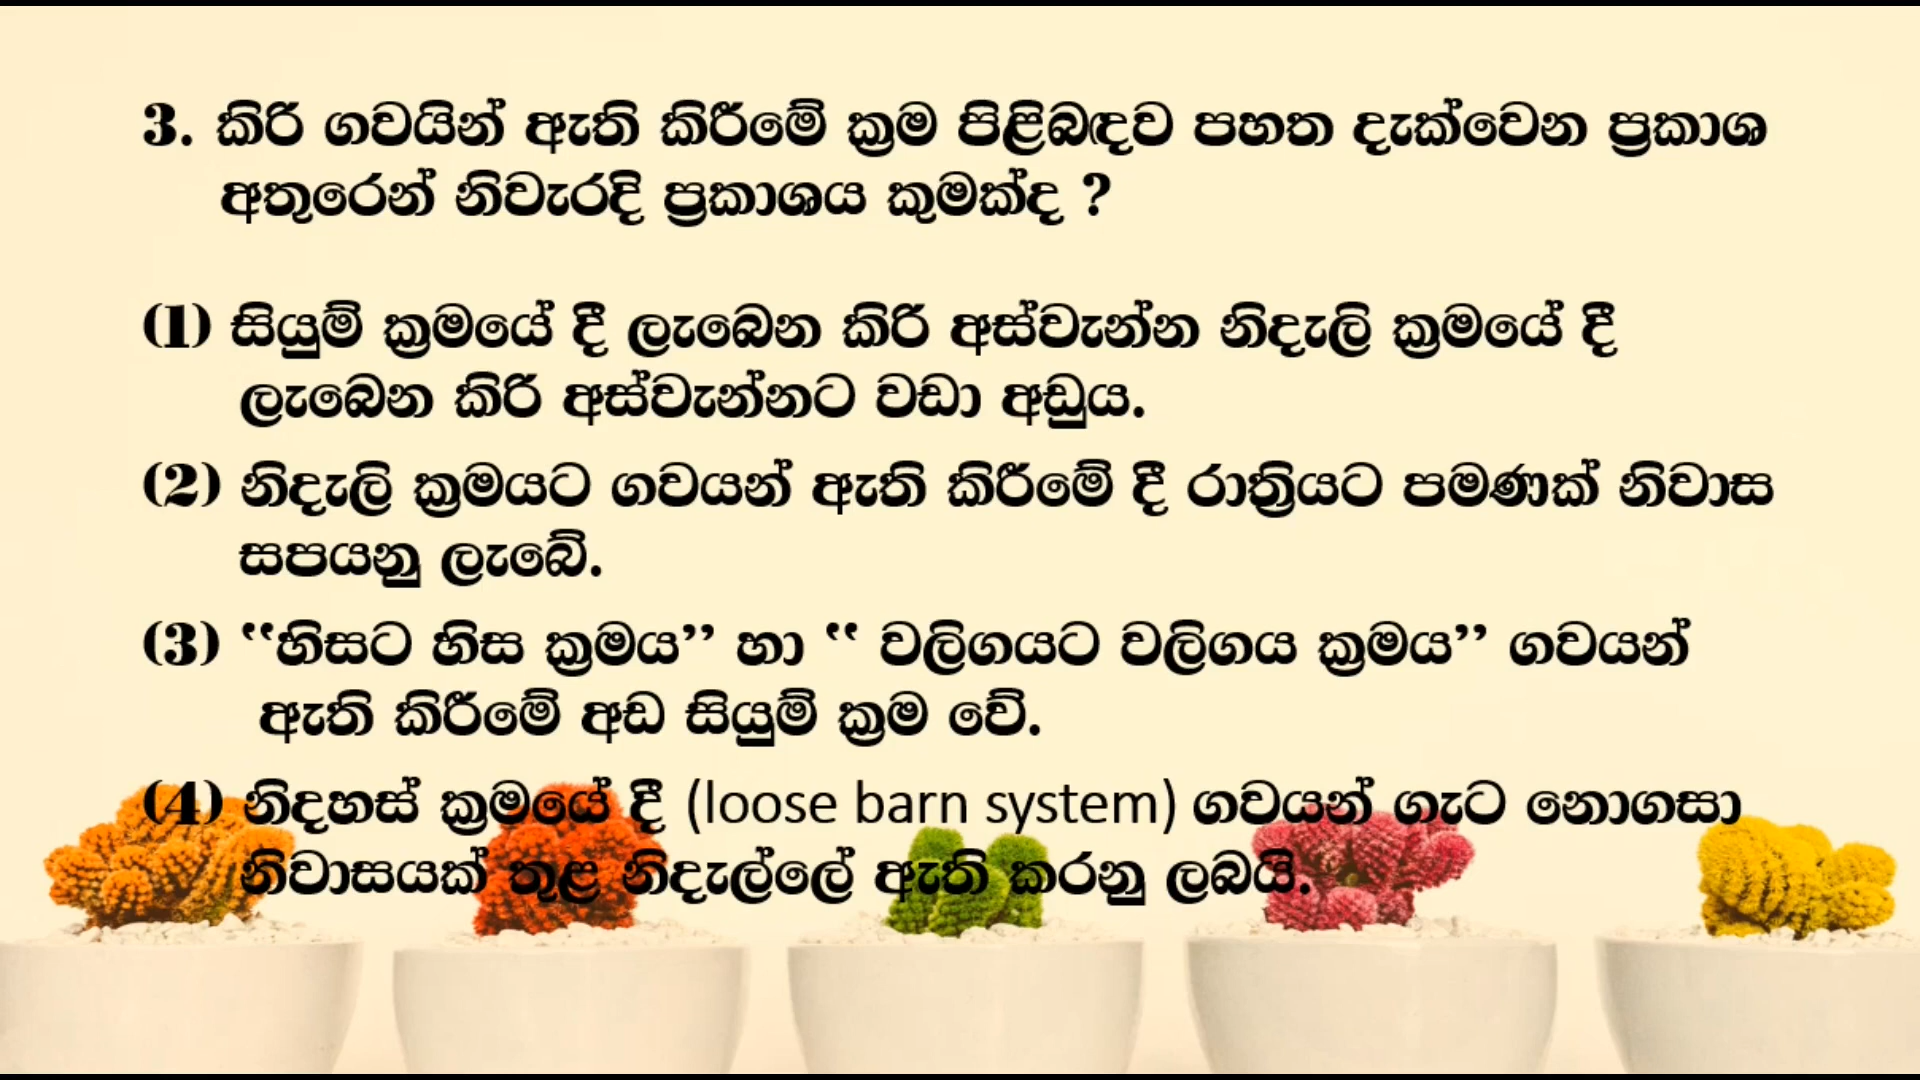 3. කිරි ගවයින් ඇති කිරීමේ ක්‍රම පිළිබඳව පහත දැක්වෙන ප්‍රකාශ
අතුරෙන් නිවැරදි ප්‍රකාශය කුමක්ද ?
(1) සියුම් ක්‍රමයේ දී ලැබෙන කිරි අස්වැන්න නිදැලි ක්‍රමයේ දී
ලැබෙන කිරි අස්වැන්නට වඩා අඩුය.
(2) නිදැලි ක්‍රමයට ගවයන් ඇති කිරීමේ දී රාත්‍රියට පමණක් නිවාස
සපයනු ලැබේ.
(3) “හිසට හිස ක්‍රමය” හා “ වලිගයට වලිගය ක්‍රමය” ගවයන්
ඇති කිරීමේ අඩ සියුම් ක්‍රම වේ.
(4) නිදහස් ක්‍රමයේ දී (loose barn system) ගවයන් ගැට නොගසා
නිවාසයක් තුළ නිදැල්ලේ ඇති කරනු ලබයි.